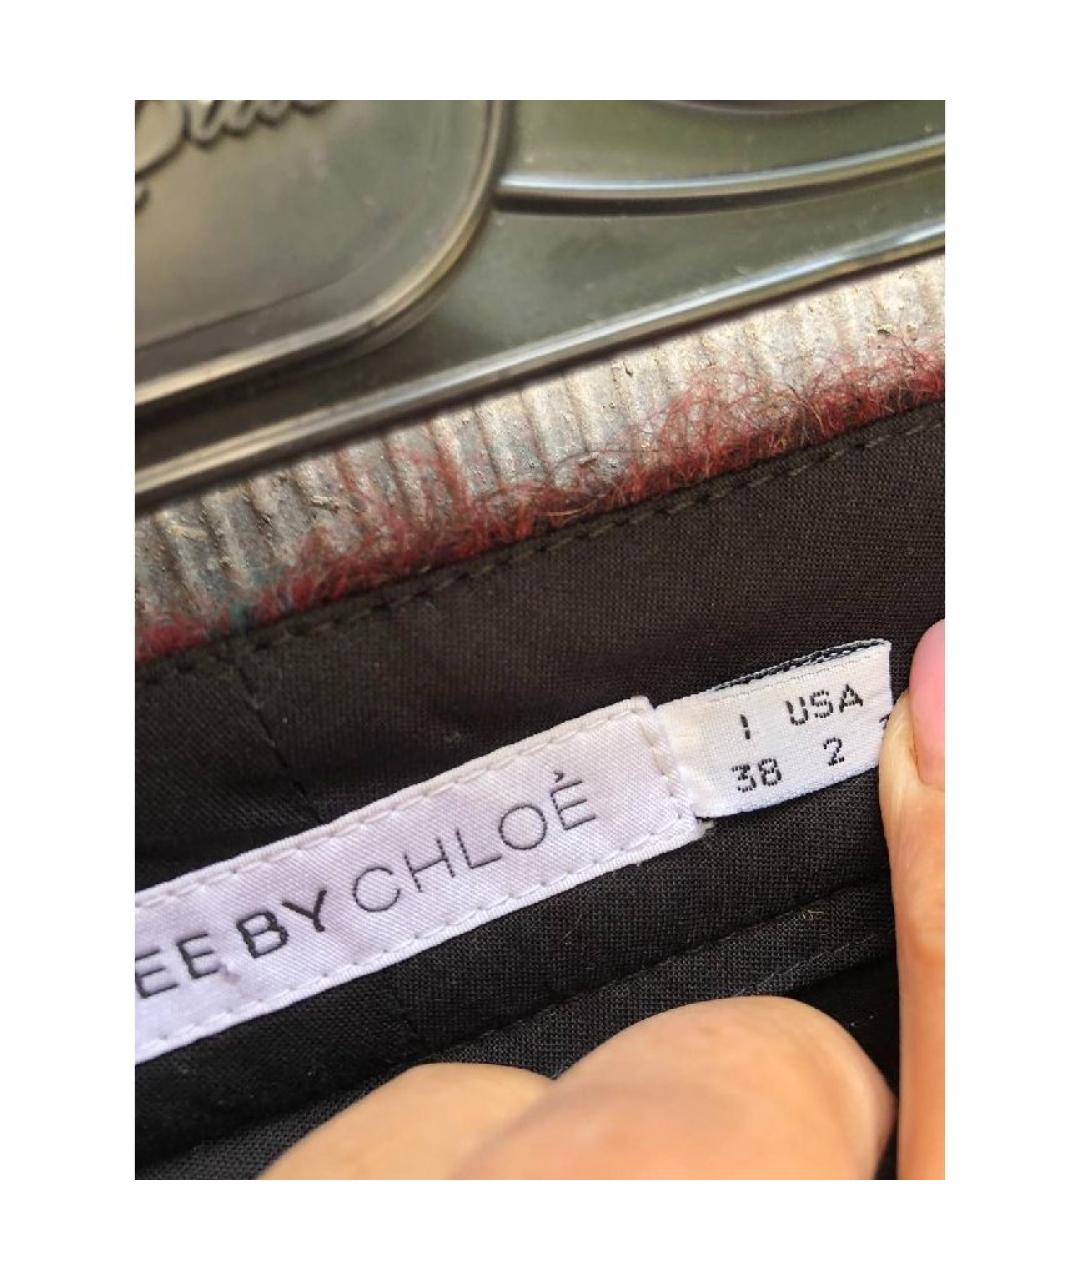 EE BY CHLOÉ
I USA
38 2